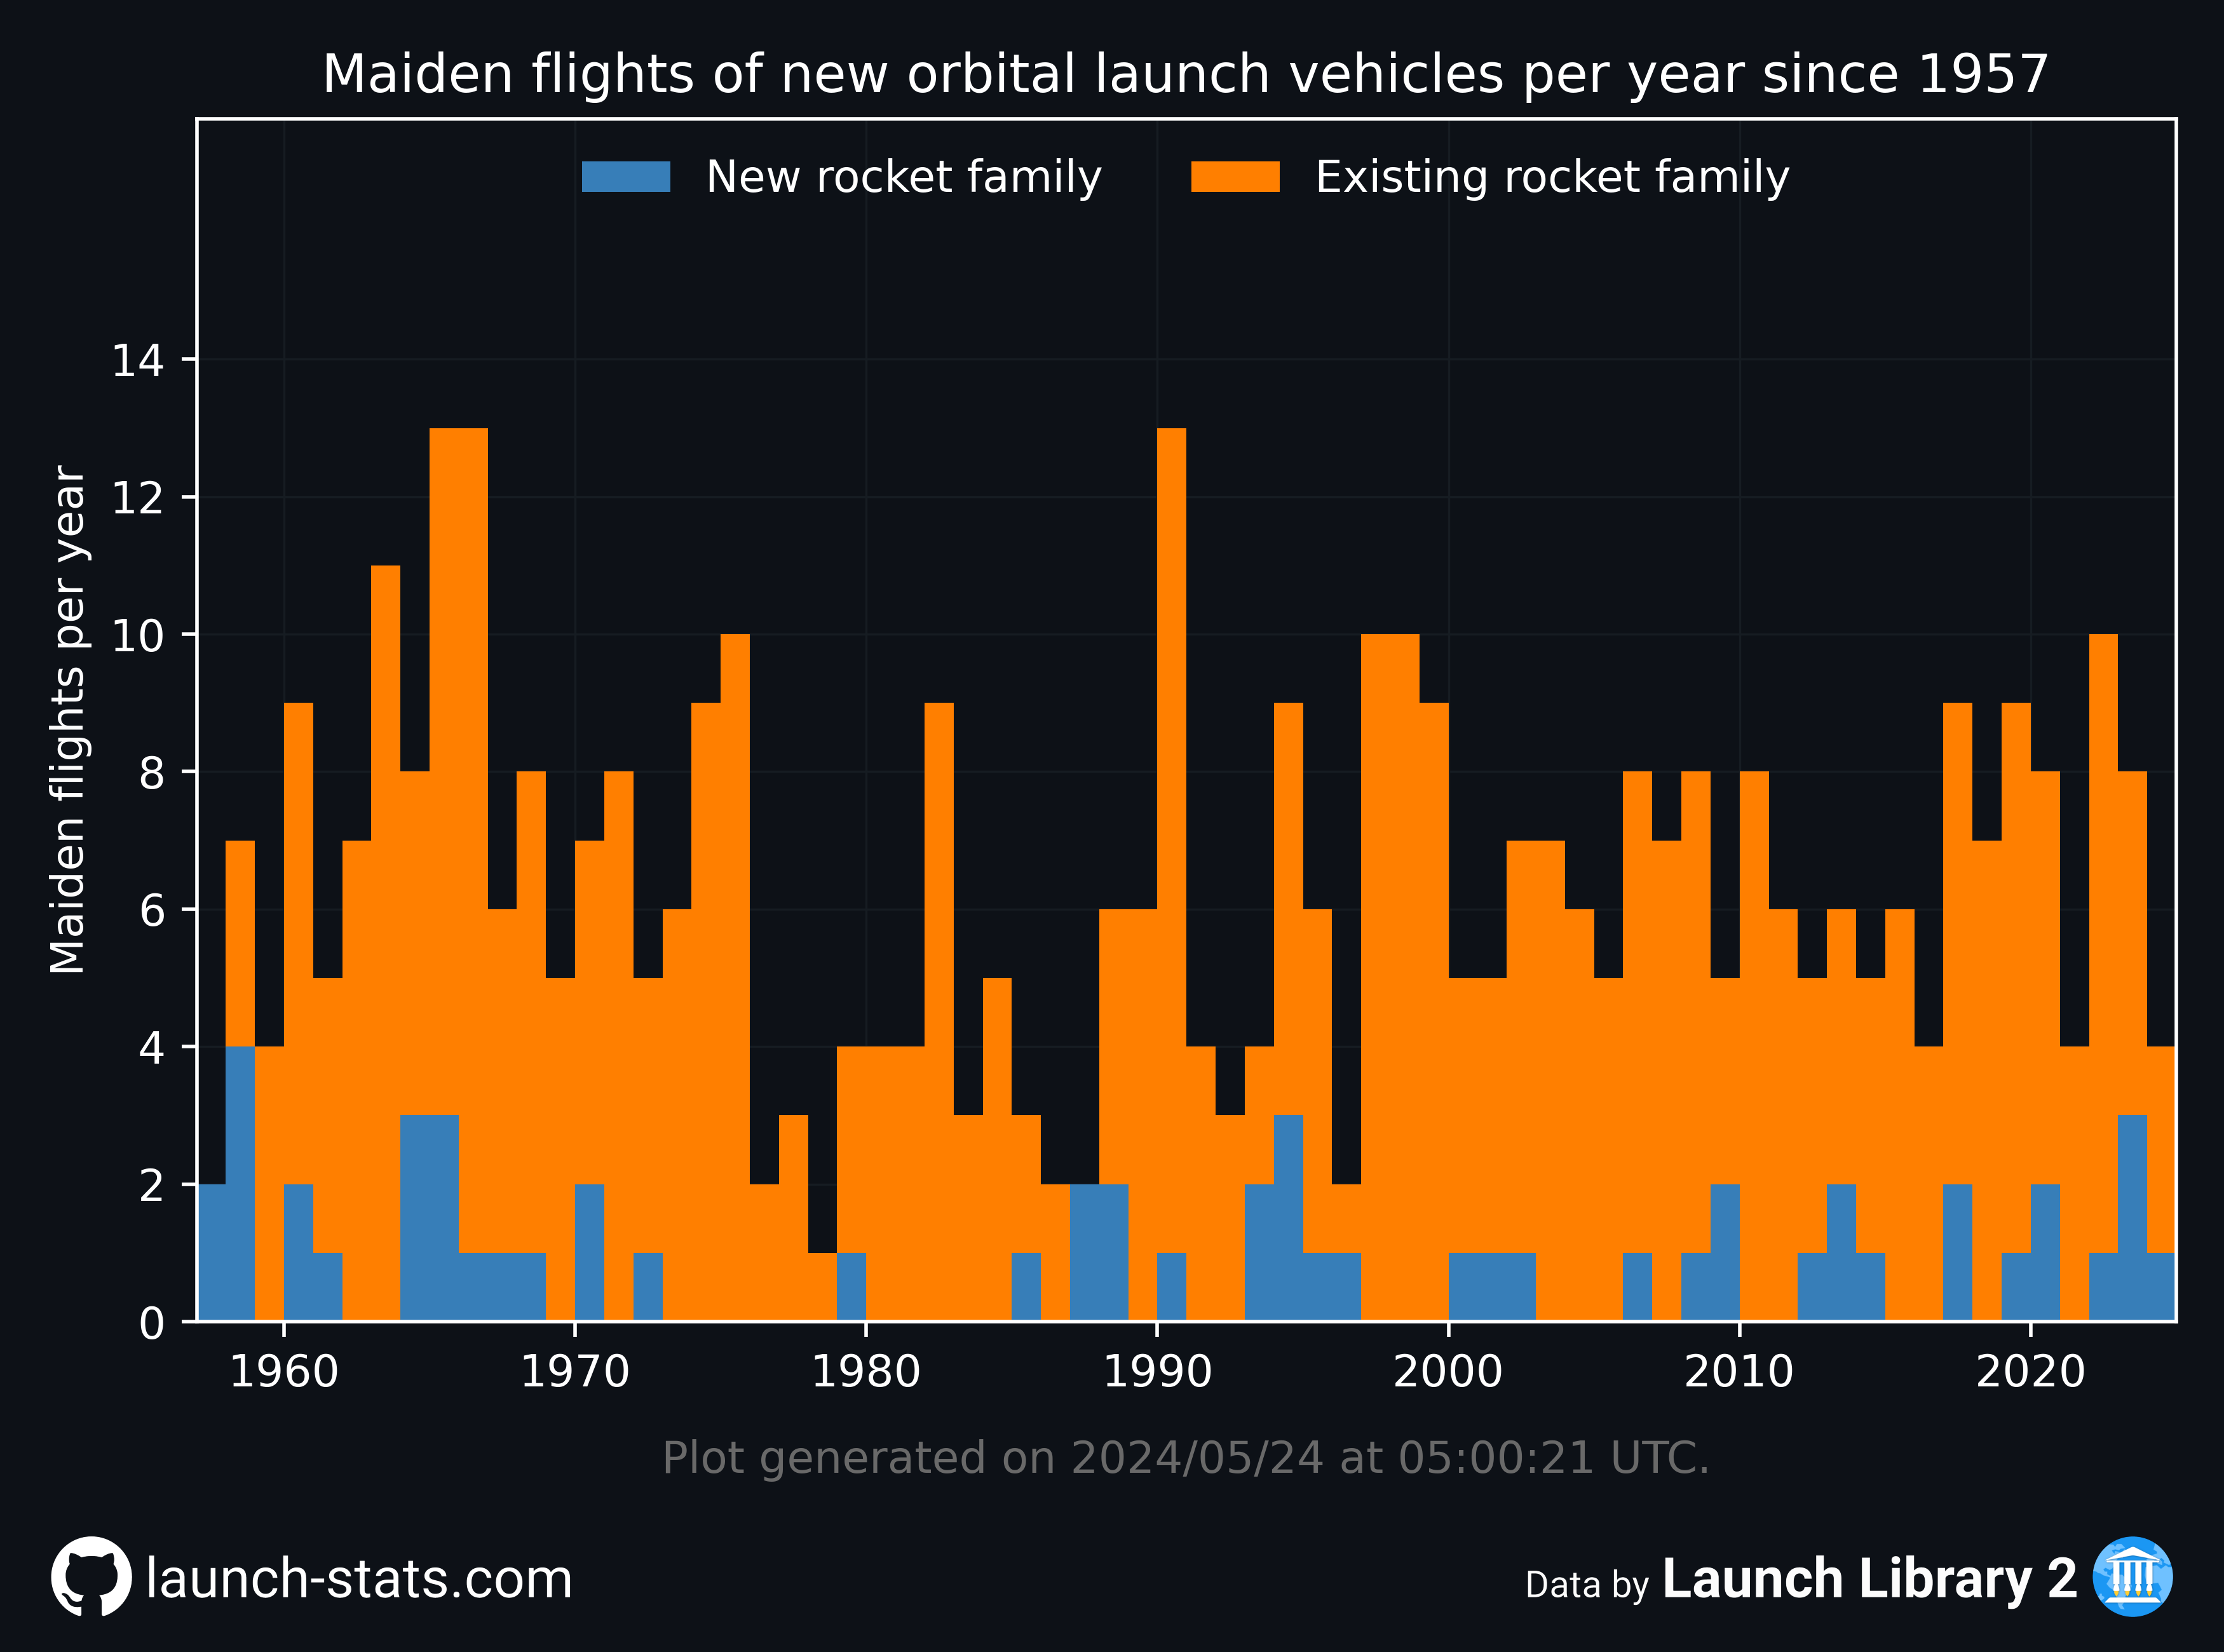 Maiden flights of new orbital launch vehicles per year since 1957
New rocket family
Existing rocket family
Maiden flights per year
14
12
10
8
6
4
2
0
1960
1970
1980
1990
2000
2010
2020
Plot generated on 2024/05/24 at 05:00:21 UTC.
launch-stats.com
Data by Launch Library 2